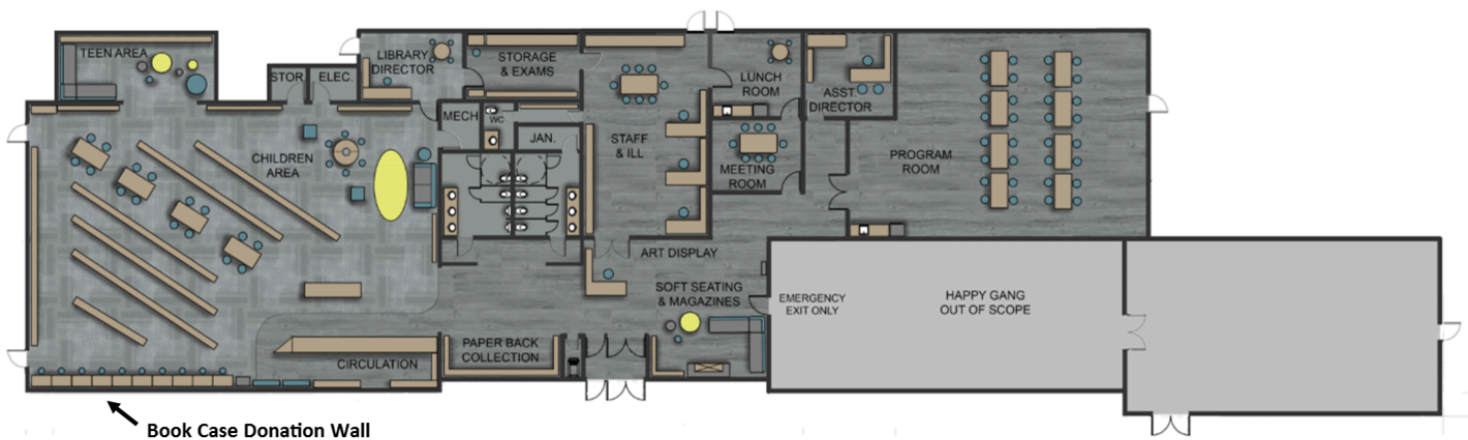 TEEN AREA
STOR.
ELEC.
LIBRARY
DIRECTOR
STORAGE
& EXAMS
LUNCH
ROOM
ASST.
DIRECTOR
MECH
WC
JAN.
STAFF
& ILL
MEETING
ROOM
PROGRAM
ROOM
CHILDREN
AREA
ART DISPLAY
SOFT SEATING
& MAGAZINES
EMERGENCY
EXIT ONLY
HAPPY GANG
OUT OF SCOPE
PAPER BACK
COLLECTION
CIRCULATION
Book Case Donation Wall